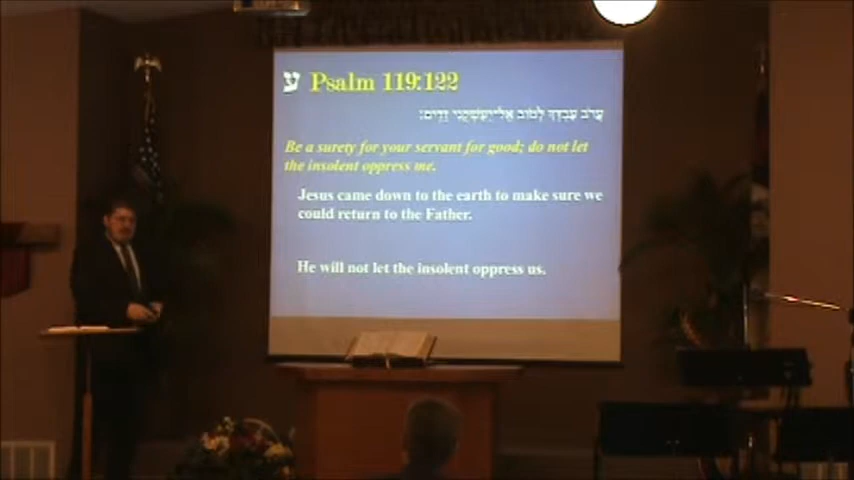 ע Psalm 119:122
עֲרֹב עַבְדְּךָ לְטוֹב אַל־יַעַשְׁקֻנִי זֵדִים׃
Be a surety for your servant for good; do not let
the insolent oppress me.
Jesus came down to the earth to make sure we
could return to the Father.
He will not let the insolent oppress us.